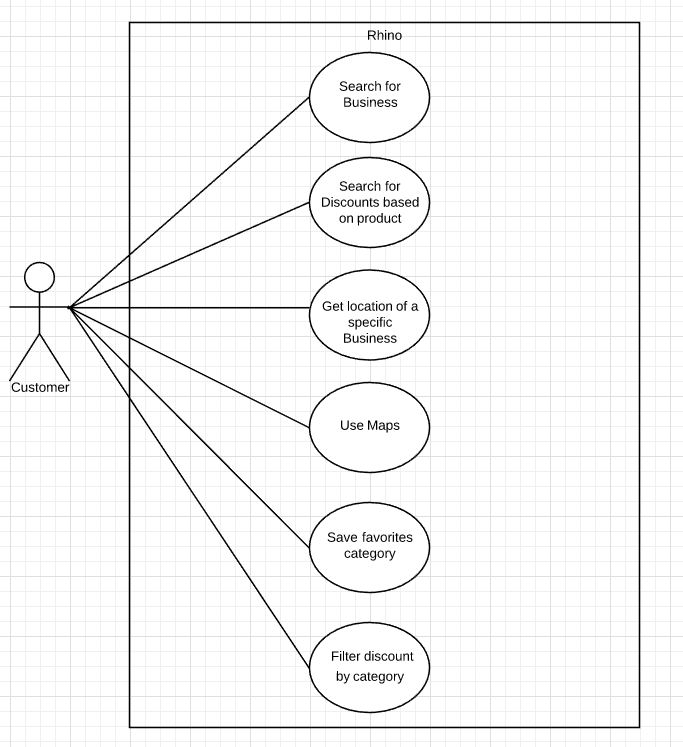 Rhino
Search for
Business
Search for
Discounts based
on product
Get location of a
specific
Business
Customer
Use Maps
Save favorites
category
Filter discount
by category